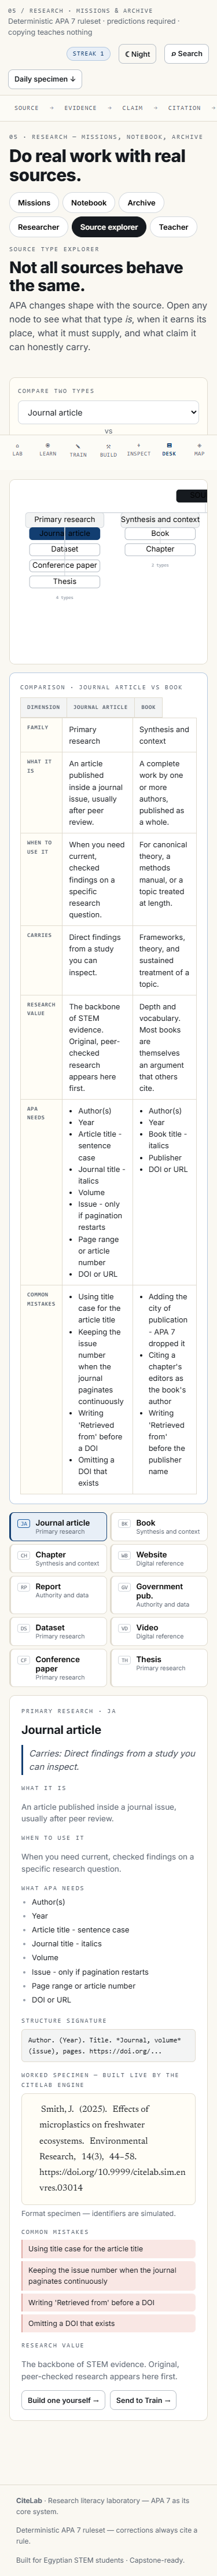 05 / RESEARCH · MISSIONS & ARCHIVE
Deterministic APA 7 ruleset · predictions required ·
copying teaches nothing
STREAK 1
Night
Search
Daily specimen ↓
SOURCE → EVIDENCE → CLAIM → CITATION →
05 · RESEARCH — MISSIONS, NOTEBOOK, ARCHIVE
Do real work with real
sources.
Missions
Notebook
Archive
Researcher
Source explorer
Teacher
SOURCE TYPE EXPLORER
Not all sources behave
the same.
APA changes shape with the source. Open any
node to see what that type is, when it earns its
place, what it must supply, and what claim it
can honestly carry.
COMPARE TWO TYPES
Journal article
VS
LAB
LEARN
TRAIN
BUILD
INSPECT
DESK
MAP
Primary research
Synthesis and context
Journal article
Book
Dataset
Chapter
Conference paper
2 types
Thesis
4 types
COMPARISON · JOURNAL ARTICLE VS BOOK
DIMENSION
JOURNAL ARTICLE
BOOK
FAMILY
Primary
research
Synthesis and
context
WHAT IT
IS
An article
published
inside a journal
issue, usually
after peer
review.
A complete
work by one
or more
authors,
published as
a whole.
WHEN TO
USE IT
When you need
current,
checked
findings on a
specific
research
question.
For canonical
theory, a
methods
manual, or a
topic treated
at length.
CARRIES
Direct findings
from a study
you can
inspect.
Frameworks,
theory, and
sustained
treatment of a
topic.
RESEARCH
VALUE
The backbone
of STEM
evidence.
Original, peer-
checked
research
appears here
first.
Depth and
vocabulary.
Most books
are
themselves
an argument
that others
cite.
APA
NEEDS
• Author(s)
• Year
• Article title -
sentence
case
• Journal title -
italics
• Volume
• Issue - only
if pagination
restarts
• Page range
or article
number
• DOI or URL
• Author(s)
• Year
• Book title -
italics
• Publisher
• DOI or URL
COMMON
MISTAKES
• Using title
case for the
article title
• Keeping the
issue
number
when the
journal
paginates
continuously
• Writing
'Retrieved
from' before
a DOI
• Omitting a
DOI that
exists
• Adding the
city of
publication
- APA 7
dropped it
• Citing a
chapter's
editors as
the book's
author
• Writing
'Retrieved
from'
before the
publisher
name
JA
Journal article
Primary research
BK
Book
Synthesis and context
CH
Chapter
Synthesis and context
WB
Website
Digital reference
RP
Report
Authority and data
GV
Government
pub.
Authority and data
DS
Dataset
Primary research
VD
Video
Digital reference
CF
Conference
paper
Primary research
TH
Thesis
Primary research
PRIMARY RESEARCH · JA
Journal article
Carries: Direct findings from a study you
can inspect.
WHAT IT IS
An article published inside a journal issue,
usually after peer review.
WHEN TO USE IT
When you need current, checked findings on a
specific research question.
WHAT APA NEEDS
• Author(s)
• Year
• Article title - sentence case
• Journal title - italics
• Volume
• Issue - only if pagination restarts
• Page range or article number
• DOI or URL
STRUCTURE SIGNATURE
Author. (Year). Title. *Journal, volume*
(issue), pages. https://doi.org/...
WORKED SPECIMEN — BUILT LIVE BY THE
CITELAB ENGINE
Smith, J. (2025). Effects of
microplastics on freshwater
ecosystems. Environmental
Research, 14(3), 44–58.
https://doi.org/10.9999/citelab.sim.en
vres.03014
Format specimen — identifiers are simulated.
COMMON MISTAKES
Using title case for the article title
Keeping the issue number when the journal
paginates continuously
Writing 'Retrieved from' before a DOI
Omitting a DOI that exists
RESEARCH VALUE
The backbone of STEM evidence. Original,
peer-checked research appears here first.
Build one yourself →
Send to Train →
CiteLab · Research literacy laboratory — APA 7 as its
core system.
Deterministic APA 7 ruleset — corrections always cite a
rule.
Built for Egyptian STEM students · Capstone-ready.